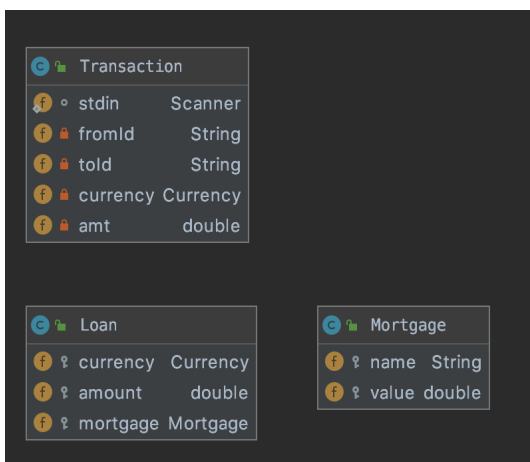 Transaction
stdin Scanner
fromId String
toId String
currency Currency
amt double
Loan
currency Currency
amount double
mortgage Mortgage
Mortgage
name String
value double